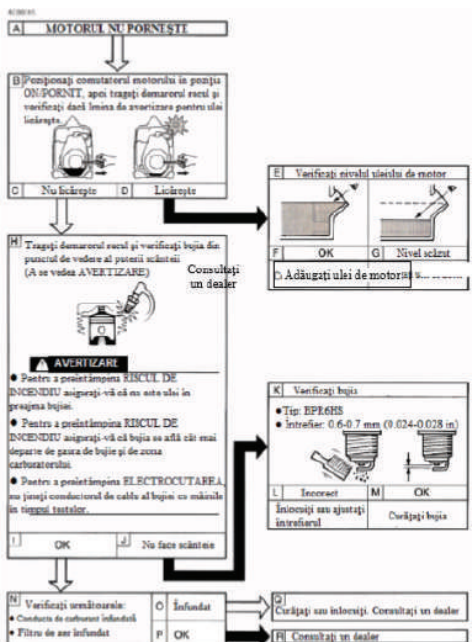 A MOTORUL NU PORNEȘTE
B Poziționați comutatorul motorului în poziția
ON/PORNIT, apoi trageți demarorul recul și
verificați dacă lumina de avertizare pentru ulei
licărește.
C Nu licărește D Licărește
E Verificați nivelul uleiului de motor
F OK G Nivel scăzut
Adăugați ulei de motor
H Trageți demarorul recul și verificați bujia din
punctul de vedere al puterii scânteii
(A se vedea AVERTIZARE)
Consultați
un dealer
AVERTIZARE
● Pentru a preîntâmpina RISCUL DE
INCENDIU asigurați-vă că nu este ulei în
preajma bujiei.
● Pentru a preîntâmpina RISCUL DE
INCENDIU asigurați-vă că bujia se află cât mai
departe de gaura de bujie și de zona
carburatorului.
● Pentru a preîntâmpina ELECTROCUTAREA
nu țineți conductorul de cablu al bujiei cu mâinile
în timpul testelor.
I OK J Nu face scânteie
K Verificați bujia
● Tip: BPR6HS
● Întrefier: 0.6-0.7 mm (0.024-0.028 in)
L Incorect M OK
Înlocuiți sau ajustați
întrefierul
Curățați bujia
N Verificați următoarele:
● Conducta de carburant înfundată
● Filtru de aer înfundat
O Înfundat
P OK
Q
Curățați sau înlocuiți. Consultați un dealer
R Consultați un dealer